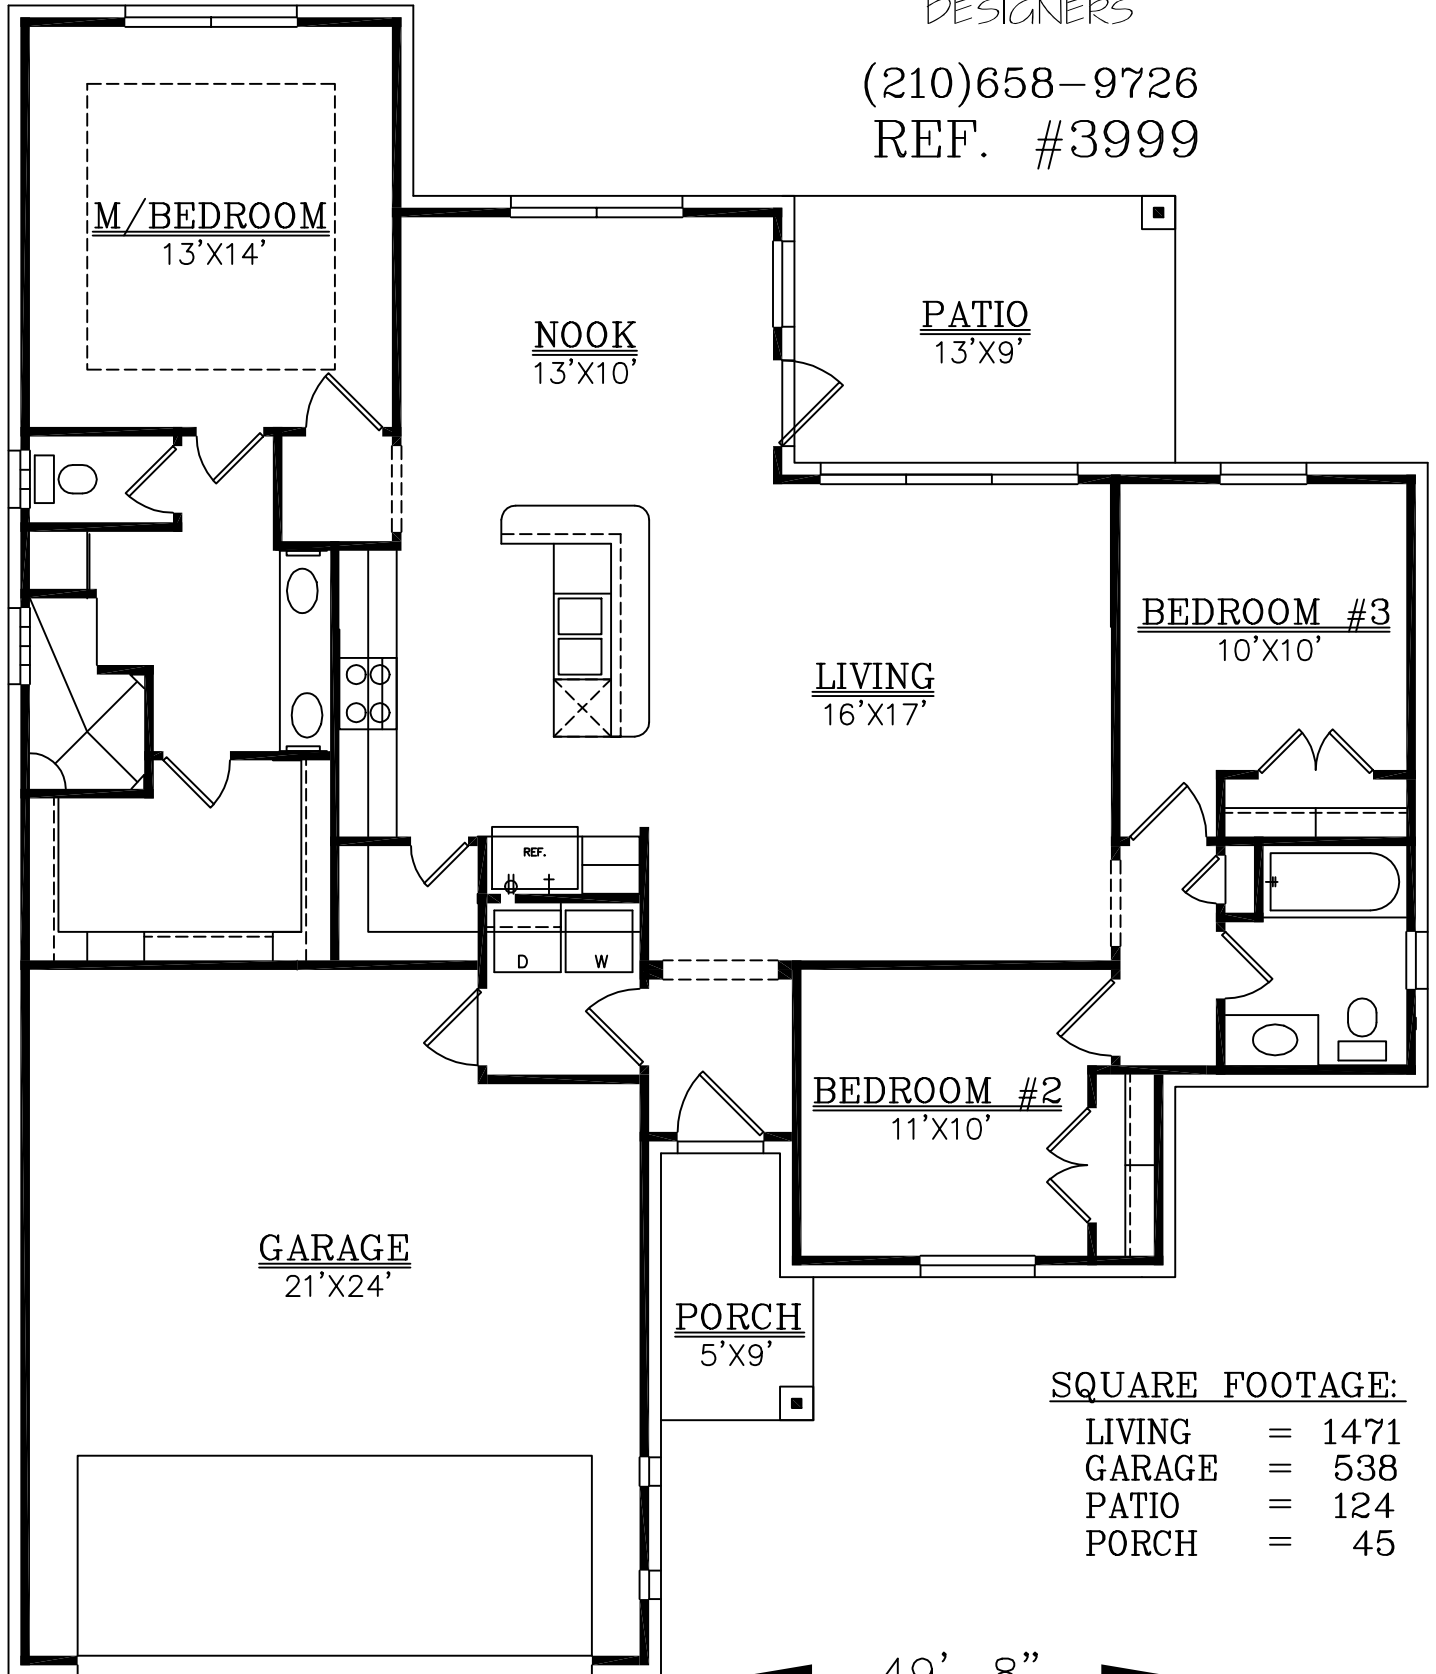 DESIGNERS
(210)658-9726
REF. #3999
M/BEDROOM
13'X14'
NOOK
13'X10'
PATIO
13'X9'
BEDROOM #3
10'X10'
LIVING
16'X17'
REF.
D
W
BEDROOM #2
11'X10'
GARAGE
21'X24'
PORCH
5'X9'
SQUARE FOOTAGE:
LIVING = 1471
GARAGE = 538
PATIO = 124
PORCH = 45
49' 8"